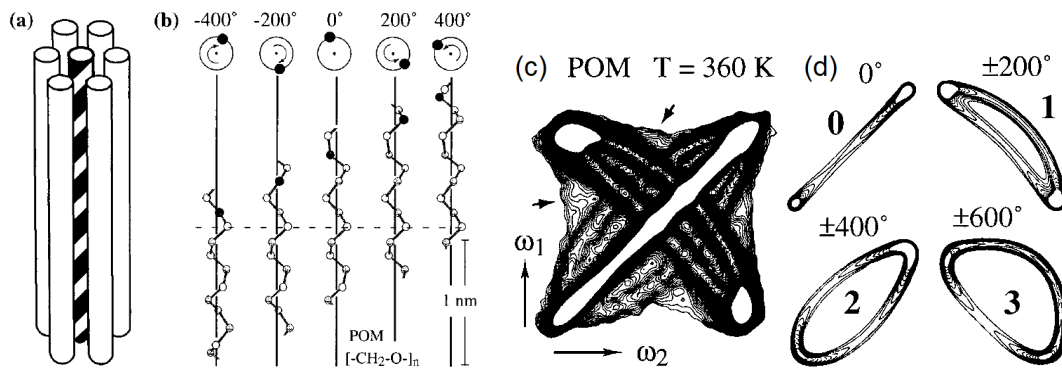 (a)
(b)
-400° -200° 0° 200° 400°
1 nm
POM
[-CH₂-O-]ₙ
(c) POM T = 360 K
ω₁
ω₂
(d)
0°
0
±200°
1
±400°
2
±600°
3